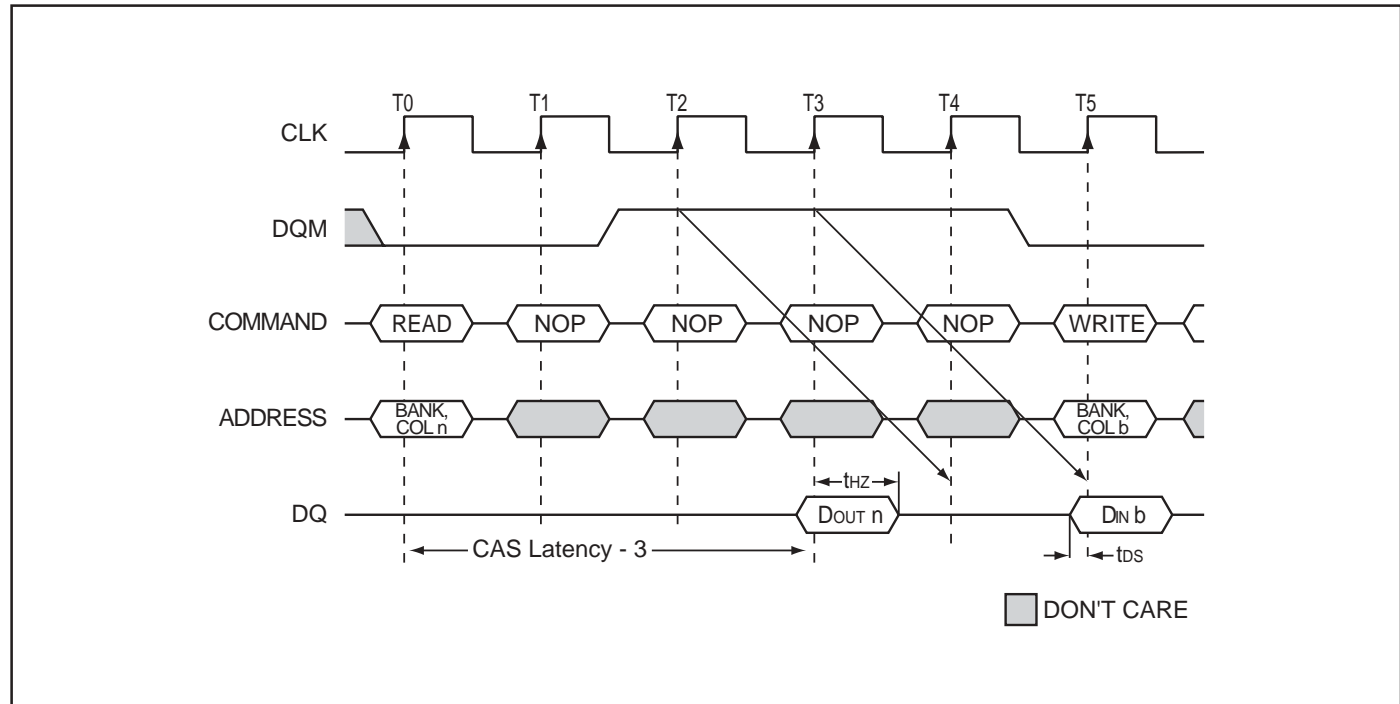 T0 T1 T2 T3 T4 T5
CLK
DQM
COMMAND READ NOP NOP NOP NOP WRITE
ADDRESS BANK, COL n BANK, COL b
tHZ
DQ DOUT n DIN b
CAS Latency - 3 tDS
DON'T CARE